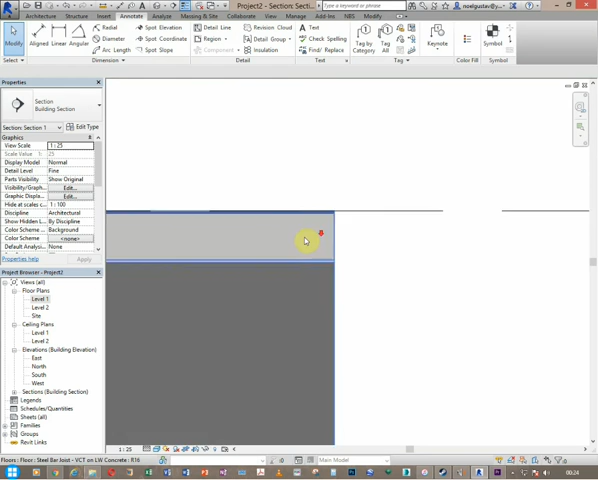 Project2 - Section: Section...
Type a keyword or phrase
noelgustav@y...
Architecture Structure Insert Annotate Analyze Massing & Site Collaborate View Manage Add-Ins NBS Modify
Modify
Aligned Linear Angular
Radial
Diameter
Arc Length
Spot Elevation
Spot Coordinate
Spot Slope
Detail Line
Region
Component
Revision Cloud
Detail Group
Insulation
Text
Check Spelling
Find/ Replace
Tag by Category
Tag All
Keynote
Symbol
Select Dimension Detail Text Tag Color Fill Symbol
Properties
Section
Building Section
Section: Section 1
Edit Type
Graphics
View Scale 1 : 25
Scale Value 1: 25
Display Model Normal
Detail Level Fine
Parts Visibility Show Original
Visibility/Graph... Edit...
Graphic Displa... Edit...
Hide at scales c... 1 : 100
Discipline Architectural
Show Hidden L... By Discipline
Color Scheme ... Background
Color Scheme <none>
Default Analysi... None
Properties help
Apply
Project Browser - Project2
Views (all)
Floor Plans
Level 1
Level 2
Site
Ceiling Plans
Level 1
Level 2
Elevations (Building Elevation)
East
North
South
West
Sections (Building Section)
Legends
Schedules/Quantities
Sheets (all)
Families
Groups
Revit Links
1 : 25
Floors : Floor : Steel Bar Joist - VCT on LW Concrete : R16
Main Model
00:24